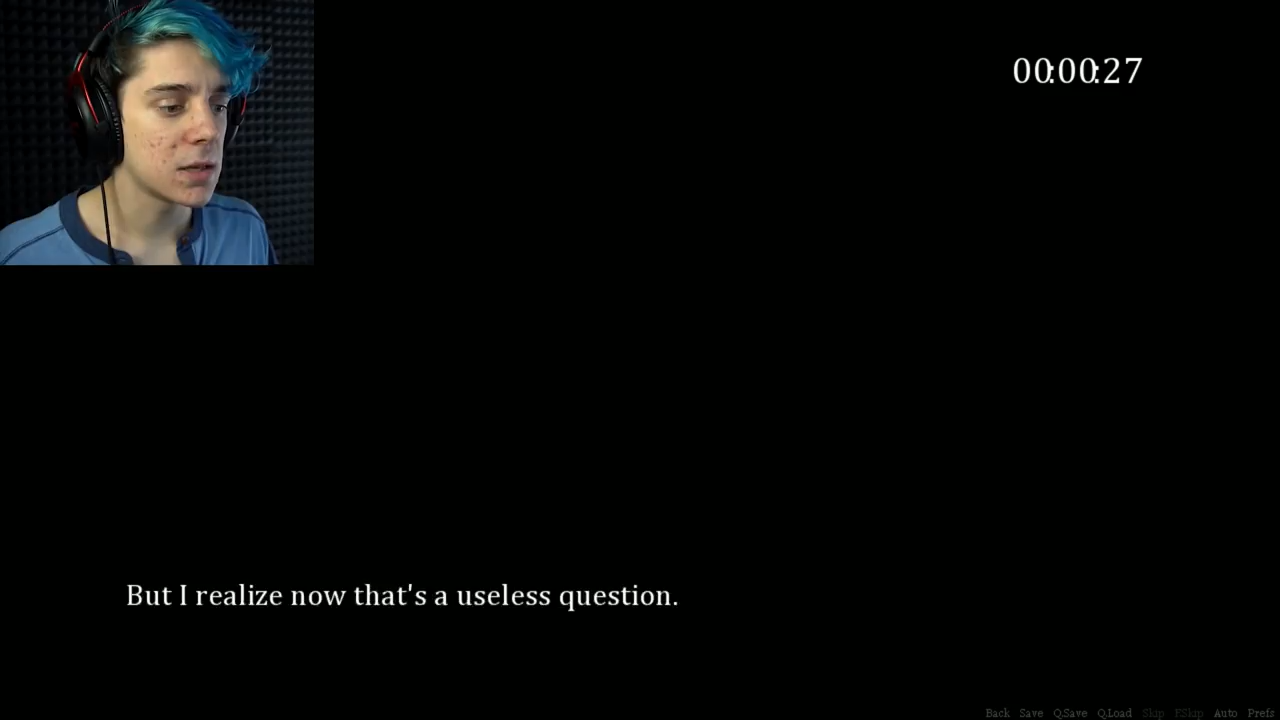 00:00:27
But I realize now that's a useless question.
Back Save Q.Save Q.Load Skip F.Skip Auto Prefs